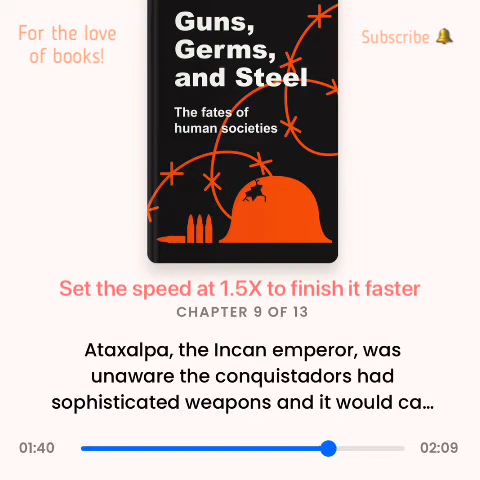 For the love
of books!
Subscribe 🔔
Guns,
Germs,
and Steel
The fates of
human societies
Set the speed at 1.5X to finish it faster
CHAPTER 9 OF 13
Ataxalpa, the Incan emperor, was
unaware the conquistadors had
sophisticated weapons and it would ca...
01:40
02:09